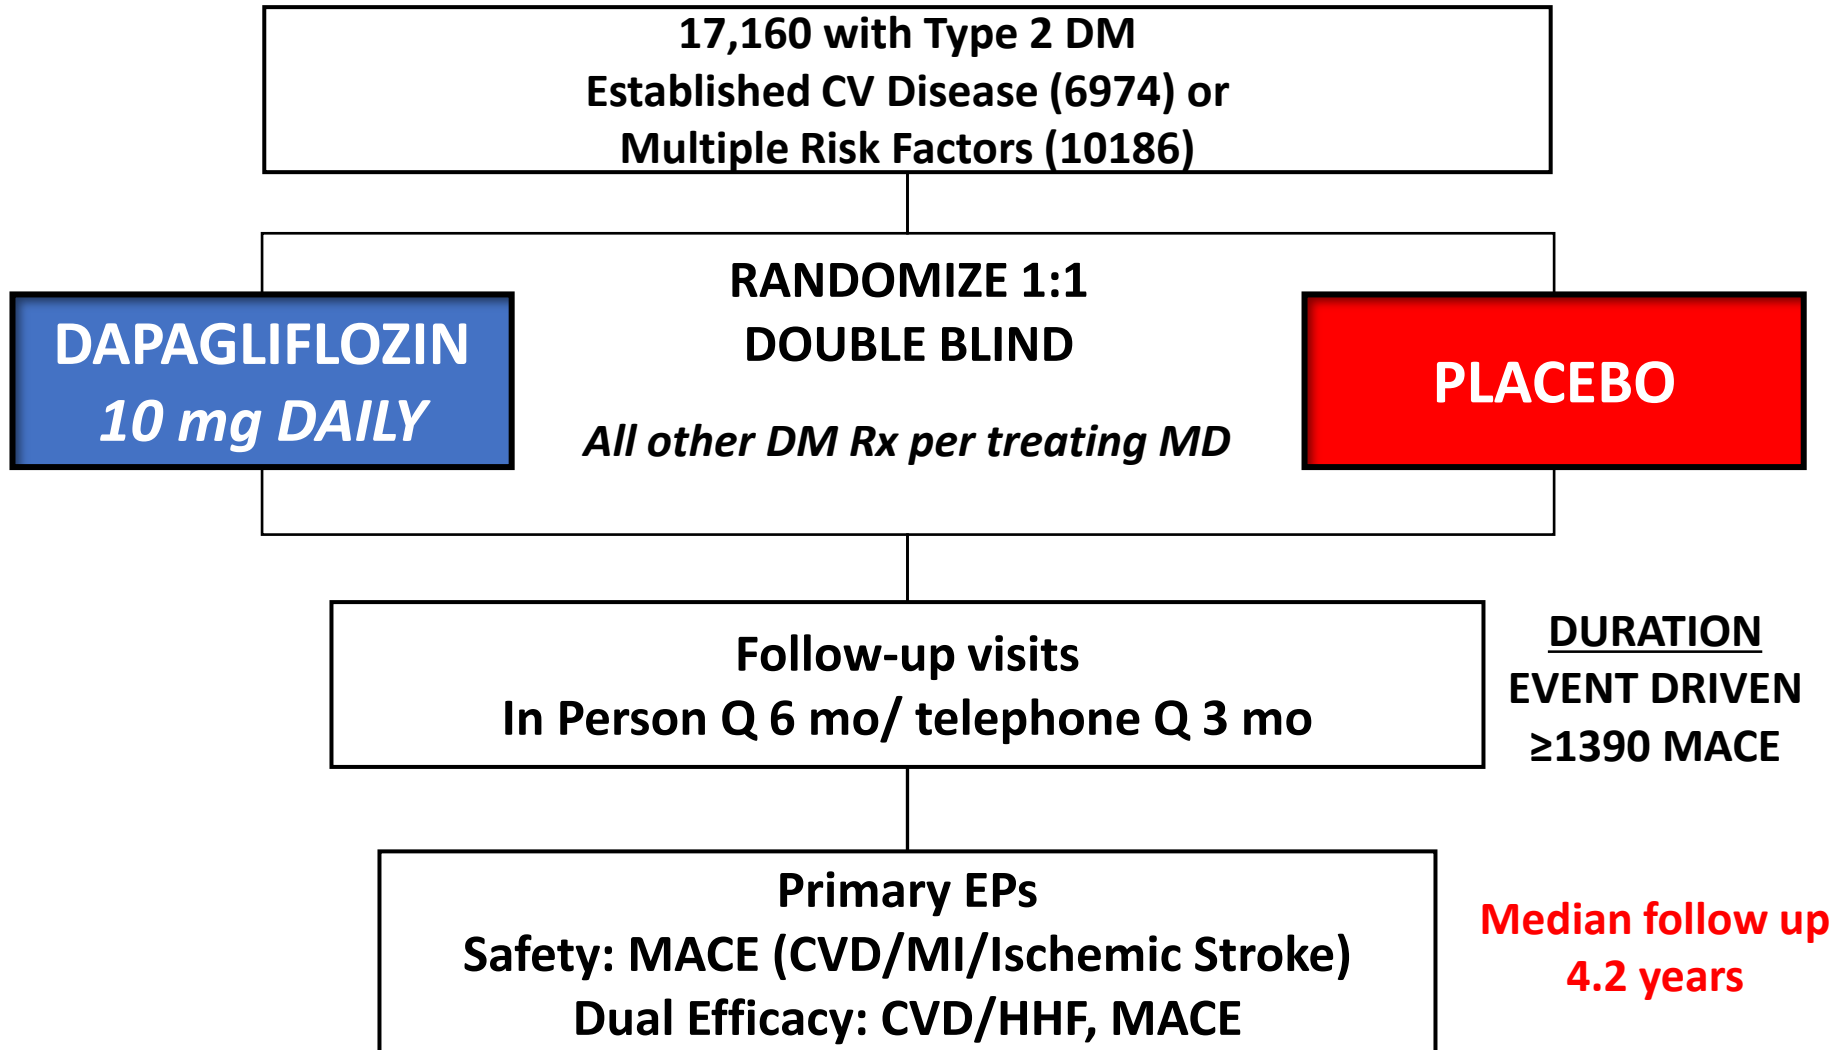 17,160 with Type 2 DM
Established CV Disease (6974) or
Multiple Risk Factors (10186)
RANDOMIZE 1:1
DOUBLE BLIND
All other DM Rx per treating MD
DAPAGLIFLOZIN
10 mg DAILY
PLACEBO
Follow-up visits
In Person Q 6 mo/ telephone Q 3 mo
DURATION
EVENT DRIVEN
≥1390 MACE
Primary EPs
Safety: MACE (CVD/MI/Ischemic Stroke)
Dual Efficacy: CVD/HHF, MACE
Median follow up
4.2 years